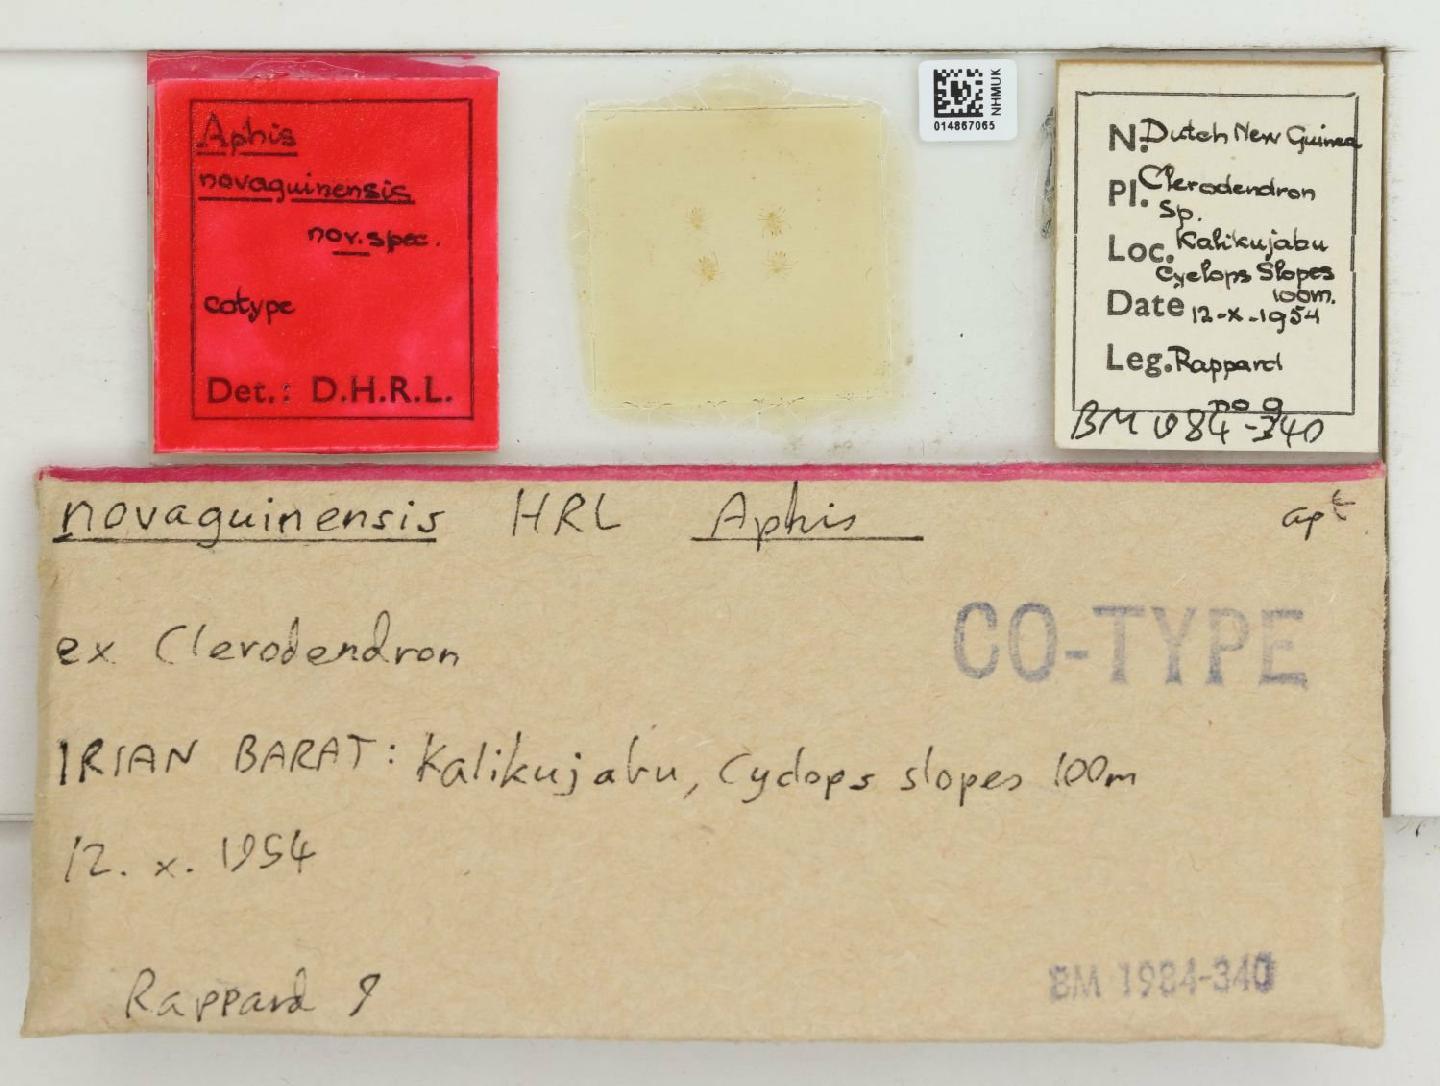 Aphis
novaguinensis
nov. spec.
cotype
Det.: D.H.R.L.
NHMUK
014867065
N. Dutch New Guinea
Pl. Clerodendron
Sp.
Loc. Kalikujabu
Cyclops Slopes
100m.
Date 12-X-1954
Leg. Rappard
no 9
BM 1984-340
novaguinensis HRL Aphis apt
ex Clerodendron
CO-TYPE
IRIAN BARAT: Kalikujabu, Cyclops slopes 100m
12. x. 1954
Rappard 9
BM 1984-340